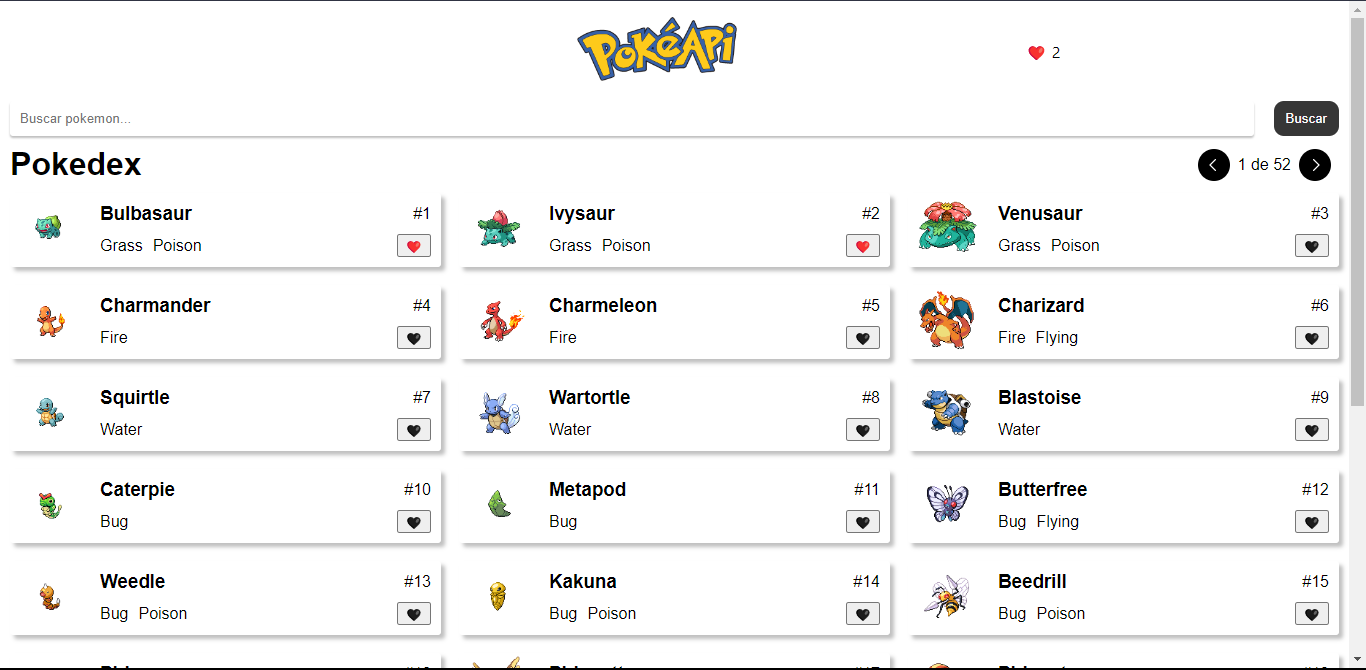 PokéApi
2
Buscar pokemon...
Buscar
Pokedex
1 de 52
Bulbasaur #1
Grass Poison
Ivysaur #2
Grass Poison
Venusaur #3
Grass Poison
Charmander #4
Fire
Charmeleon #5
Fire
Charizard #6
Fire Flying
Squirtle #7
Water
Wartortle #8
Water
Blastoise #9
Water
Caterpie #10
Bug
Metapod #11
Bug
Butterfree #12
Bug Flying
Weedle #13
Bug Poison
Kakuna #14
Bug Poison
Beedrill #15
Bug Poison